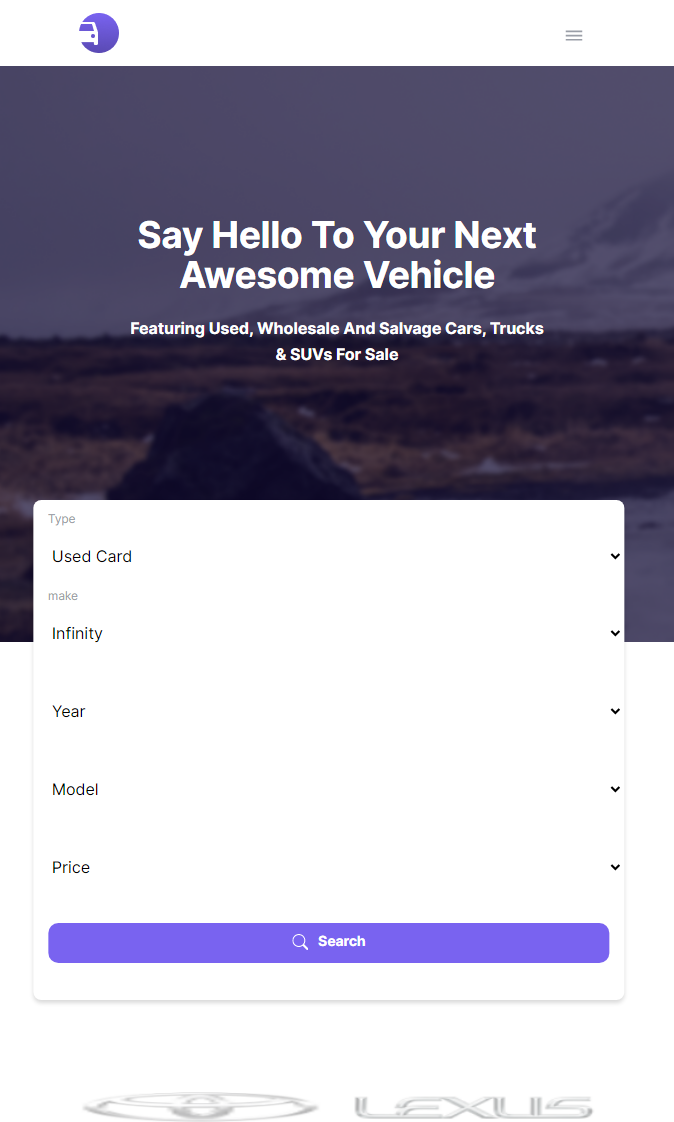 Say Hello To Your Next
Awesome Vehicle
Featuring Used, Wholesale And Salvage Cars, Trucks
& SUVs For Sale
Type
Used Card
make
Infinity
Year
Model
Price
Search
LEXUS